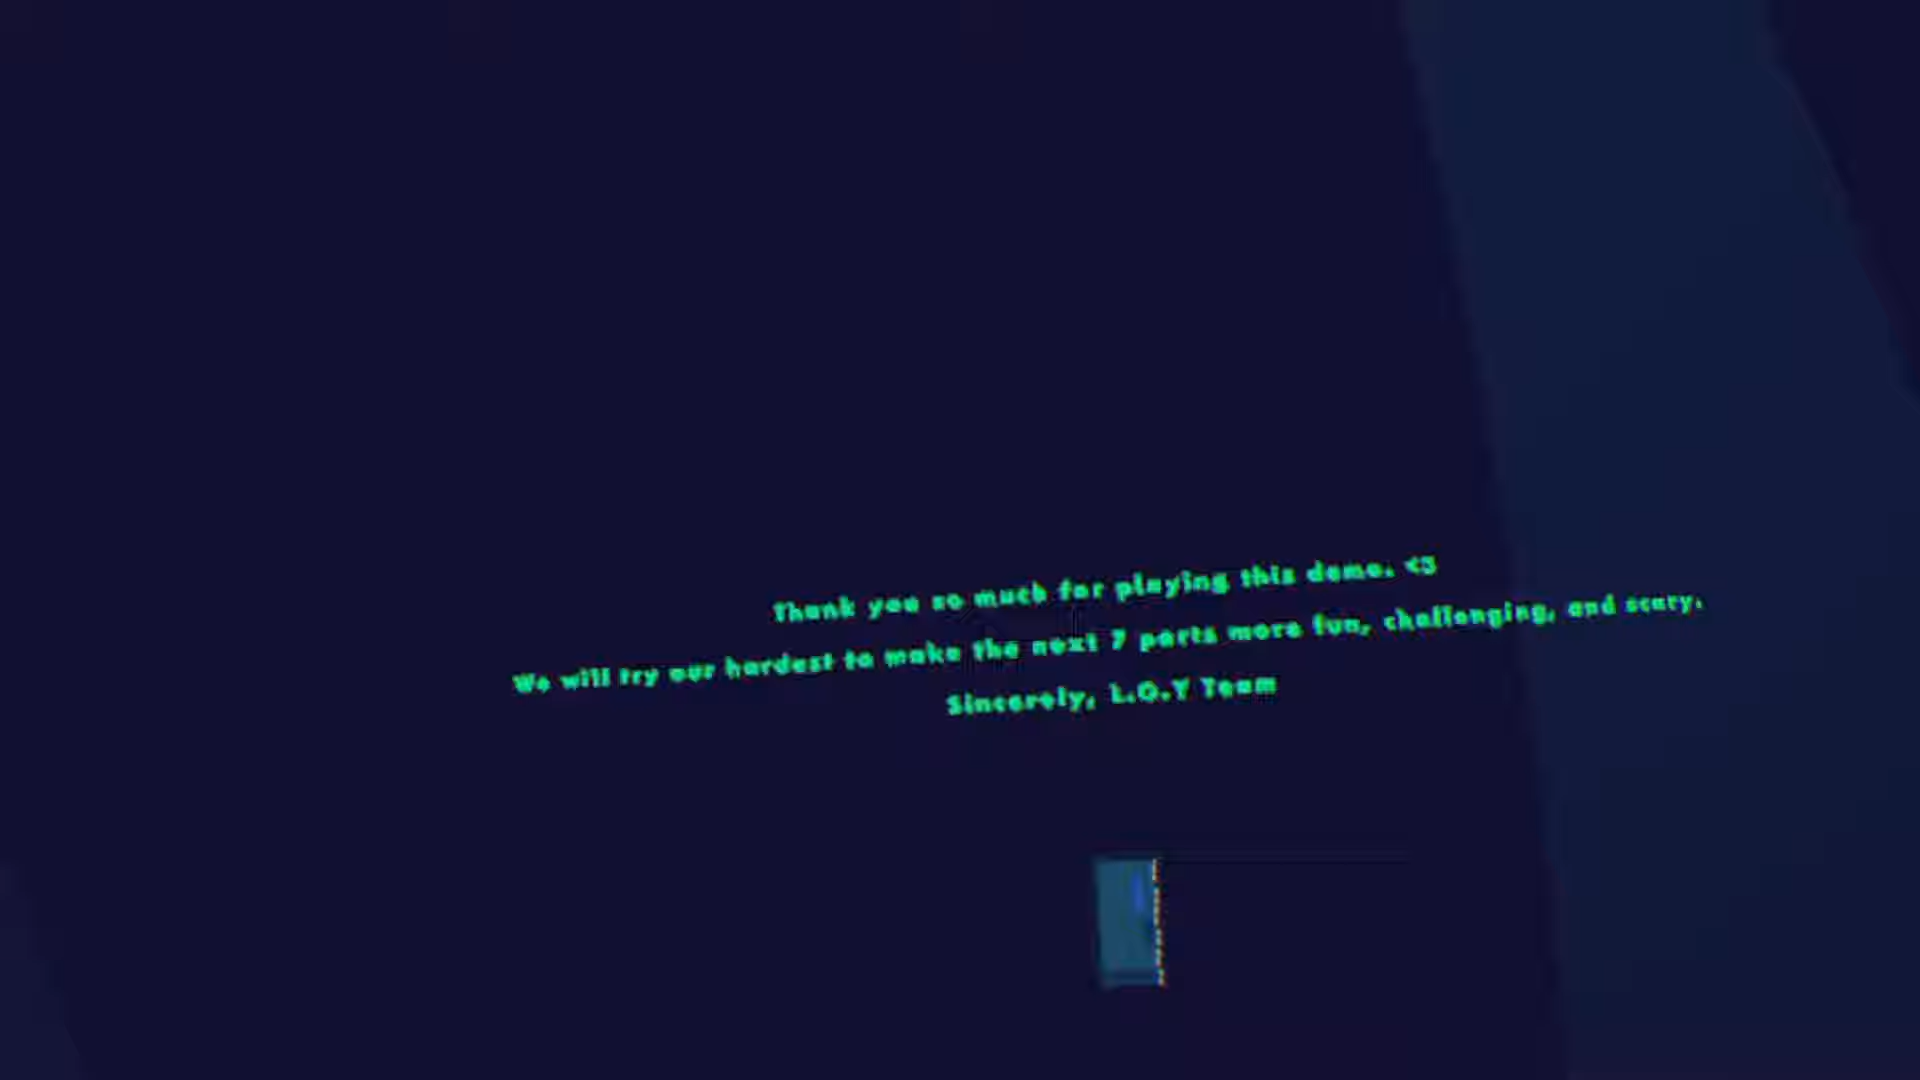 Thank you so much for playing this demo. <3
We will try our hardest to make the next 7 parts more fun, challenging, and scary.
Sincerely, L.O.Y Team